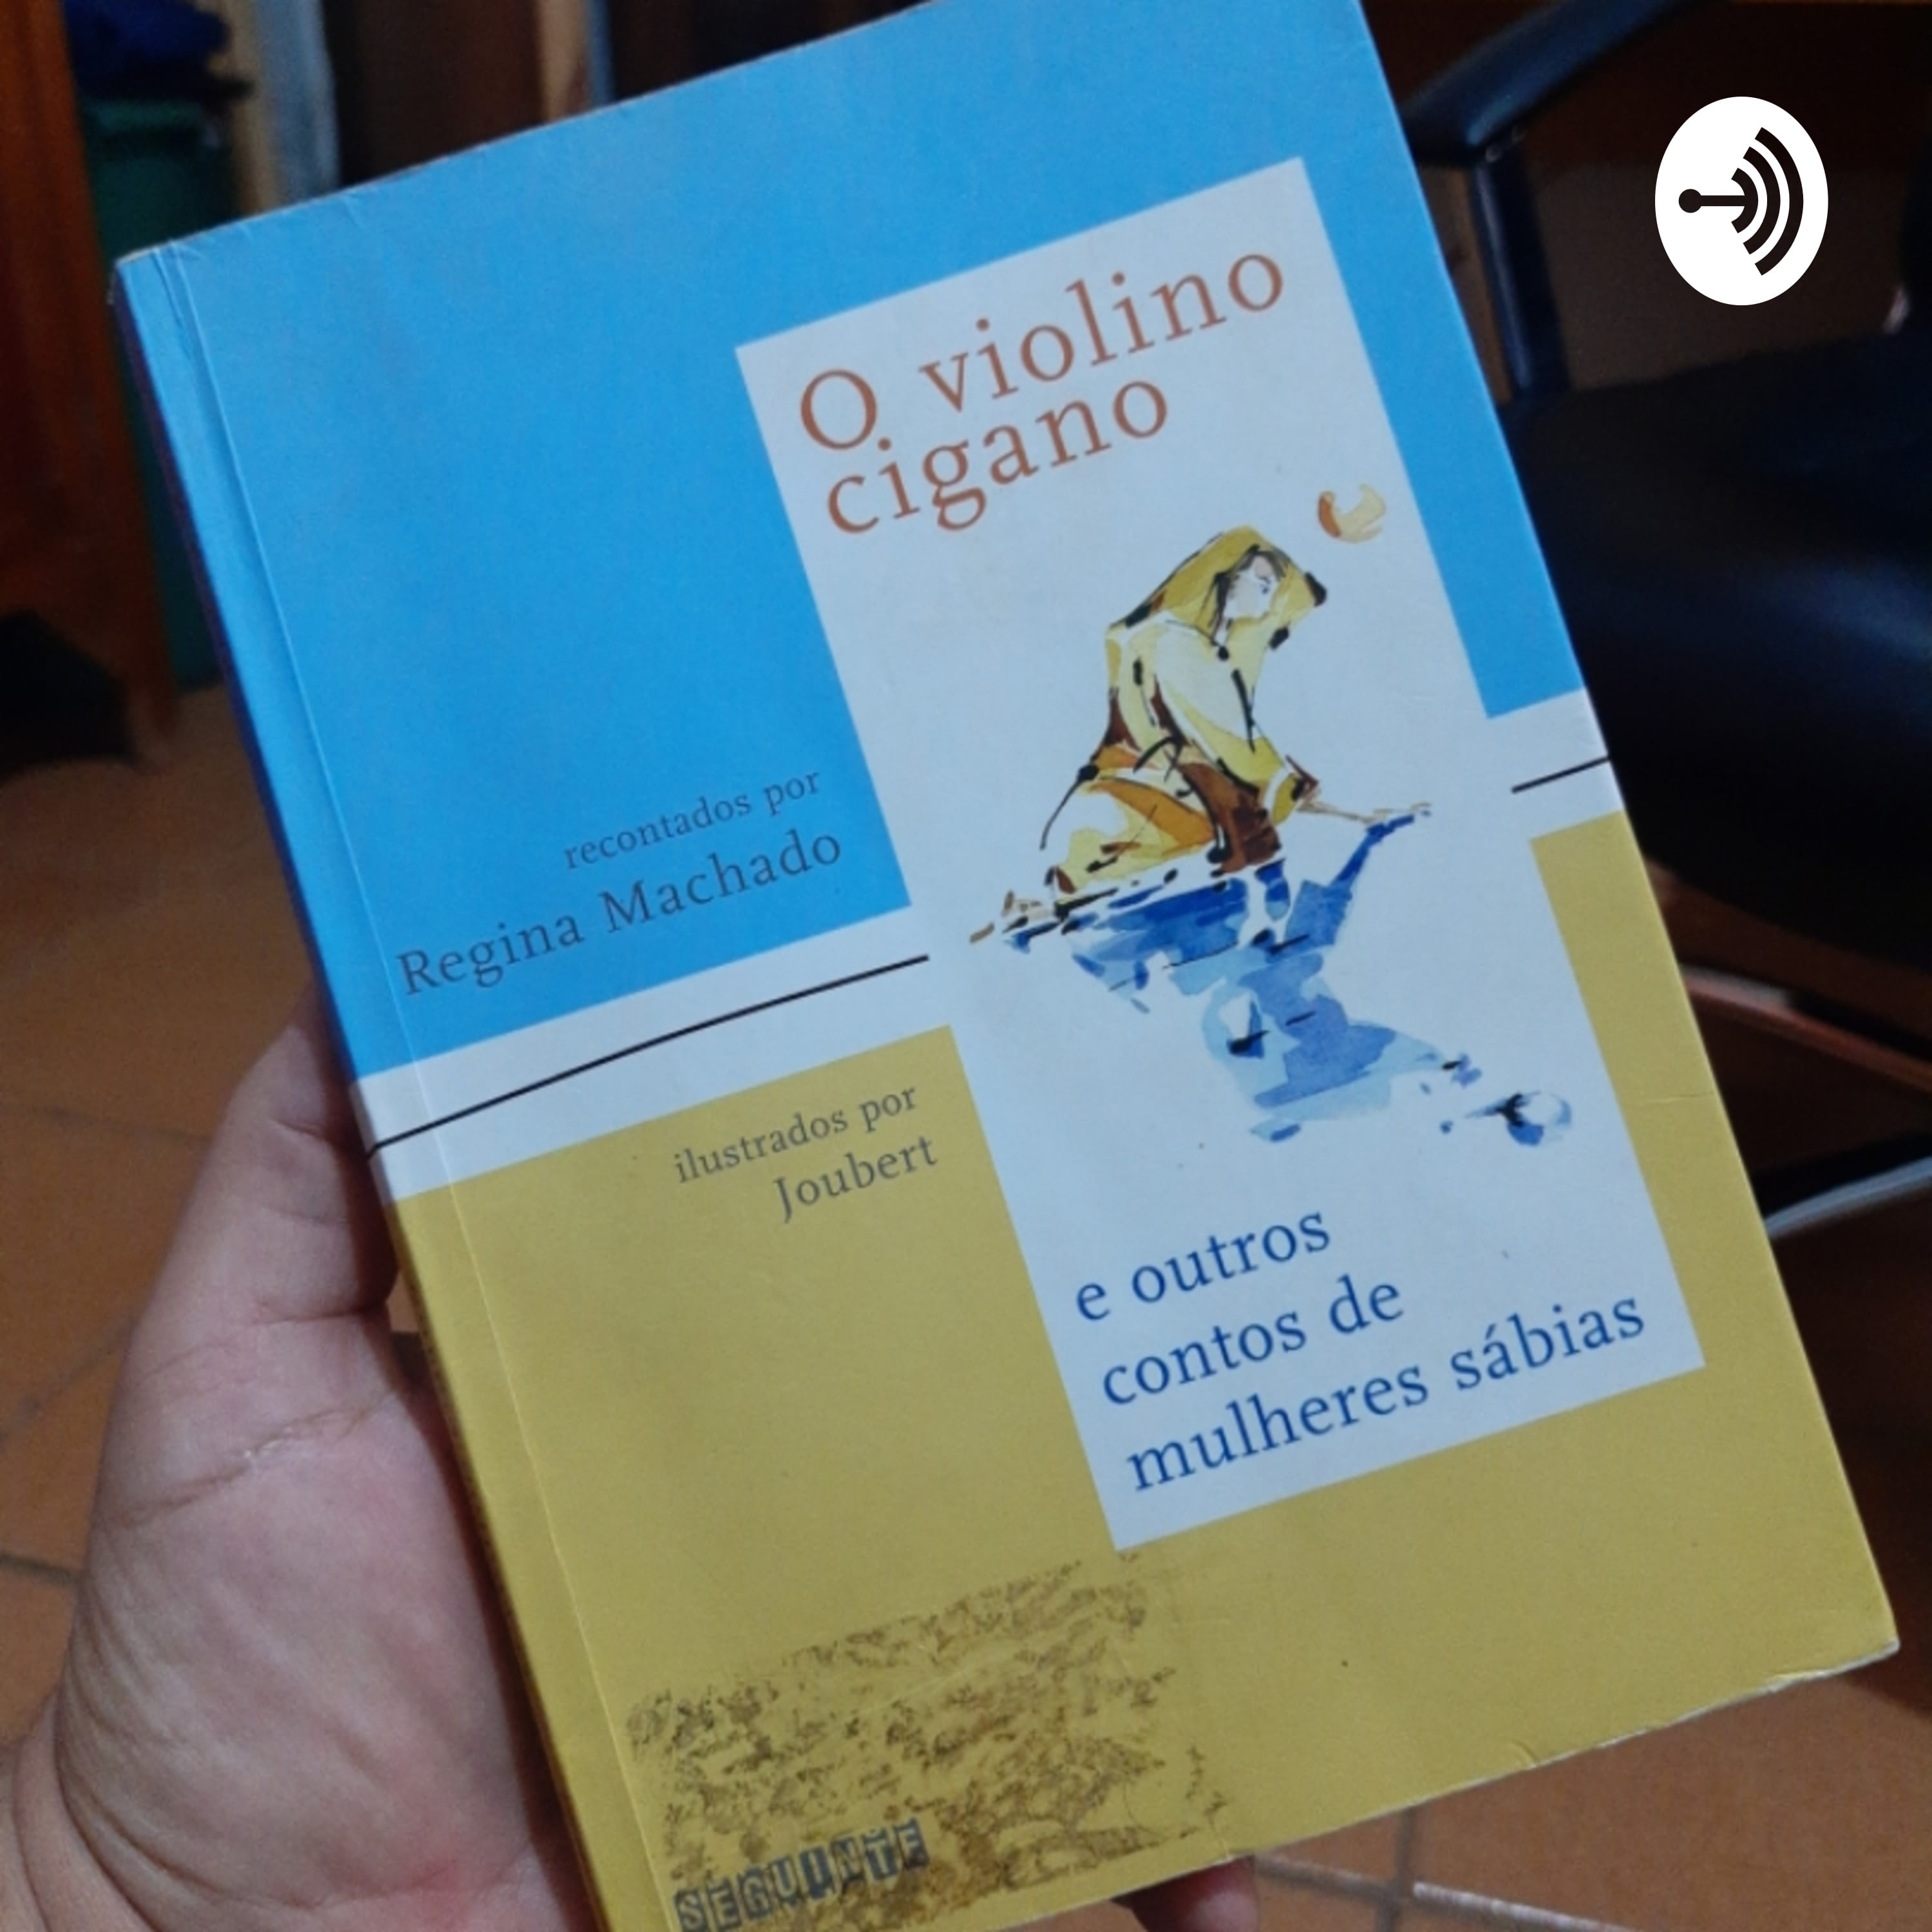 O violino
cigano
recontados por
Regina Machado
ilustrados por
Joubert
e outros
contos de
mulheres sábias
SEGUINTE